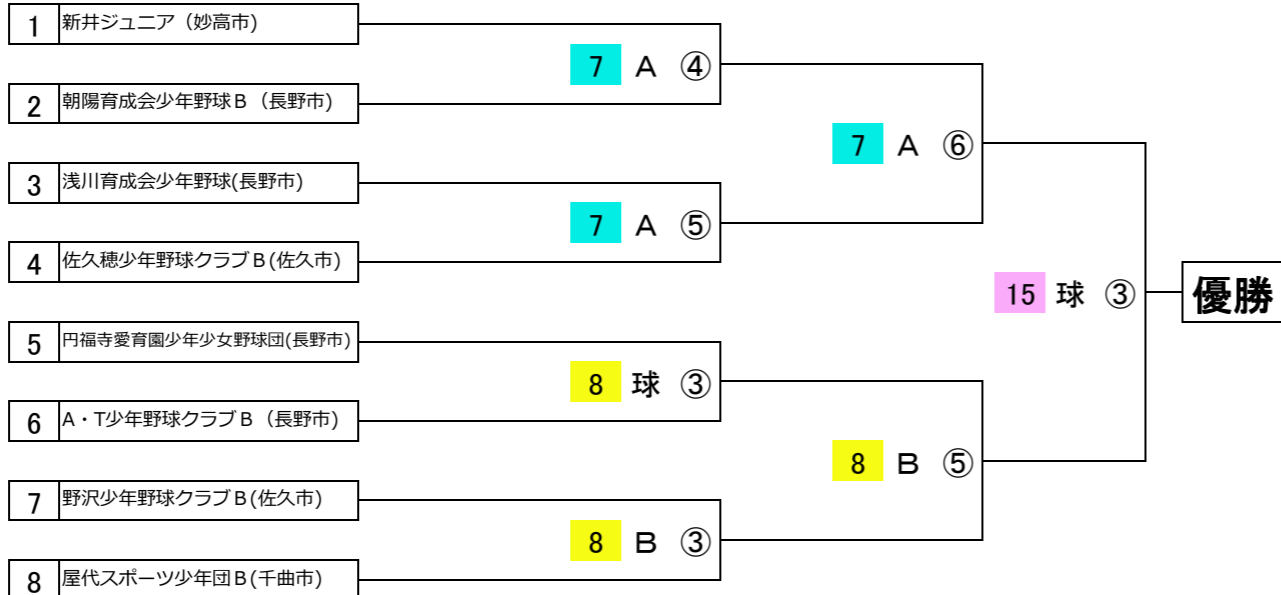 1 新井ジュニア（妙高市)
7 A ④
2 朝陽育成会少年野球Ｂ（長野市)
7 A ⑥
3 浅川育成会少年野球(長野市)
7 A ⑤
4 佐久穂少年野球クラブＢ(佐久市)
15 球 ③
優勝
5 円福寺愛育園少年少女野球団(長野市)
8 球 ③
6 A・T少年野球クラブＢ（長野市)
8 B ⑤
7 野沢少年野球クラブＢ(佐久市)
8 B ③
8 屋代スポーツ少年団Ｂ(千曲市)